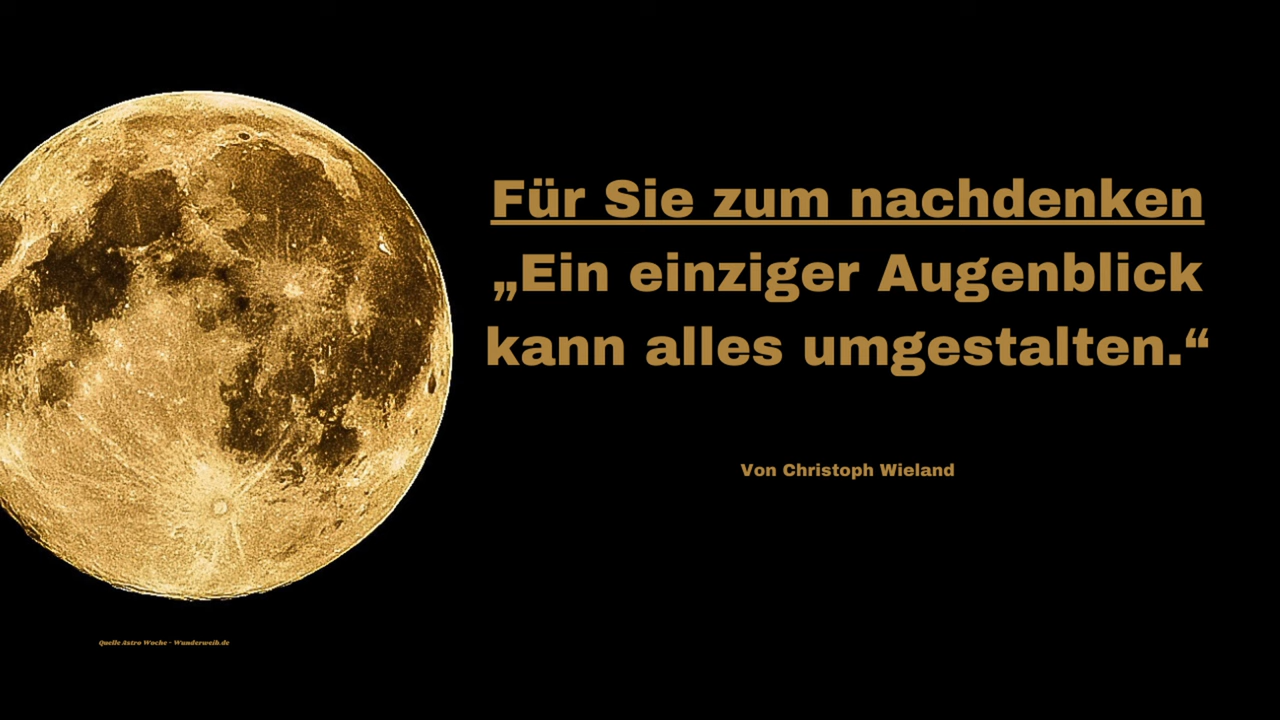 Für Sie zum nachdenken
„Ein einziger Augenblick
kann alles umgestalten.“
Von Christoph Wieland
Quelle Astro Woche - Wunderweib.de